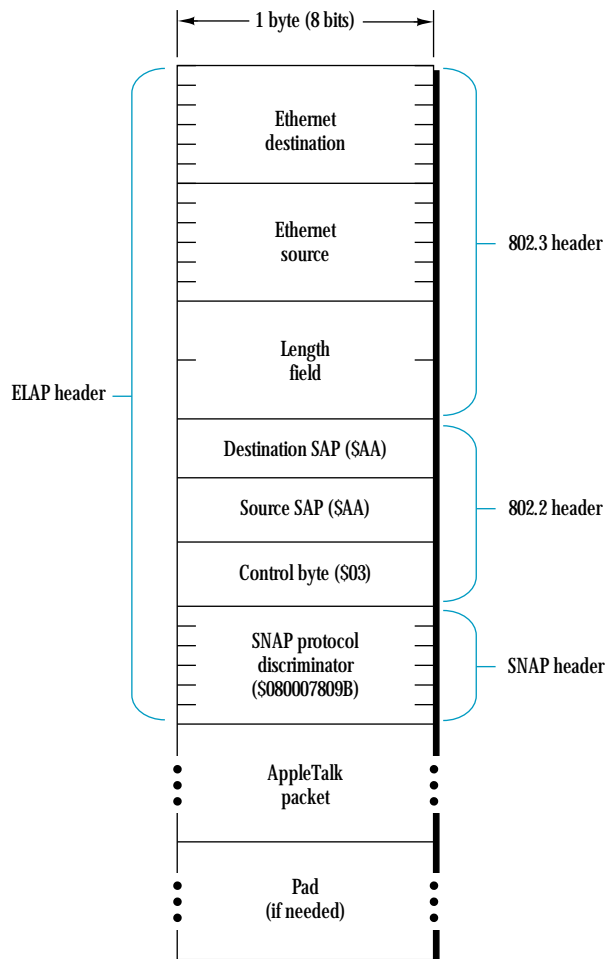 1 byte (8 bits)
Ethernet
destination
Ethernet
source
802.3 header
Length
field
ELAP header
Destination SAP ($AA)
Source SAP ($AA)
802.2 header
Control byte ($03)
SNAP protocol
discriminator
($080007809B)
SNAP header
AppleTalk
packet
Pad
(if needed)